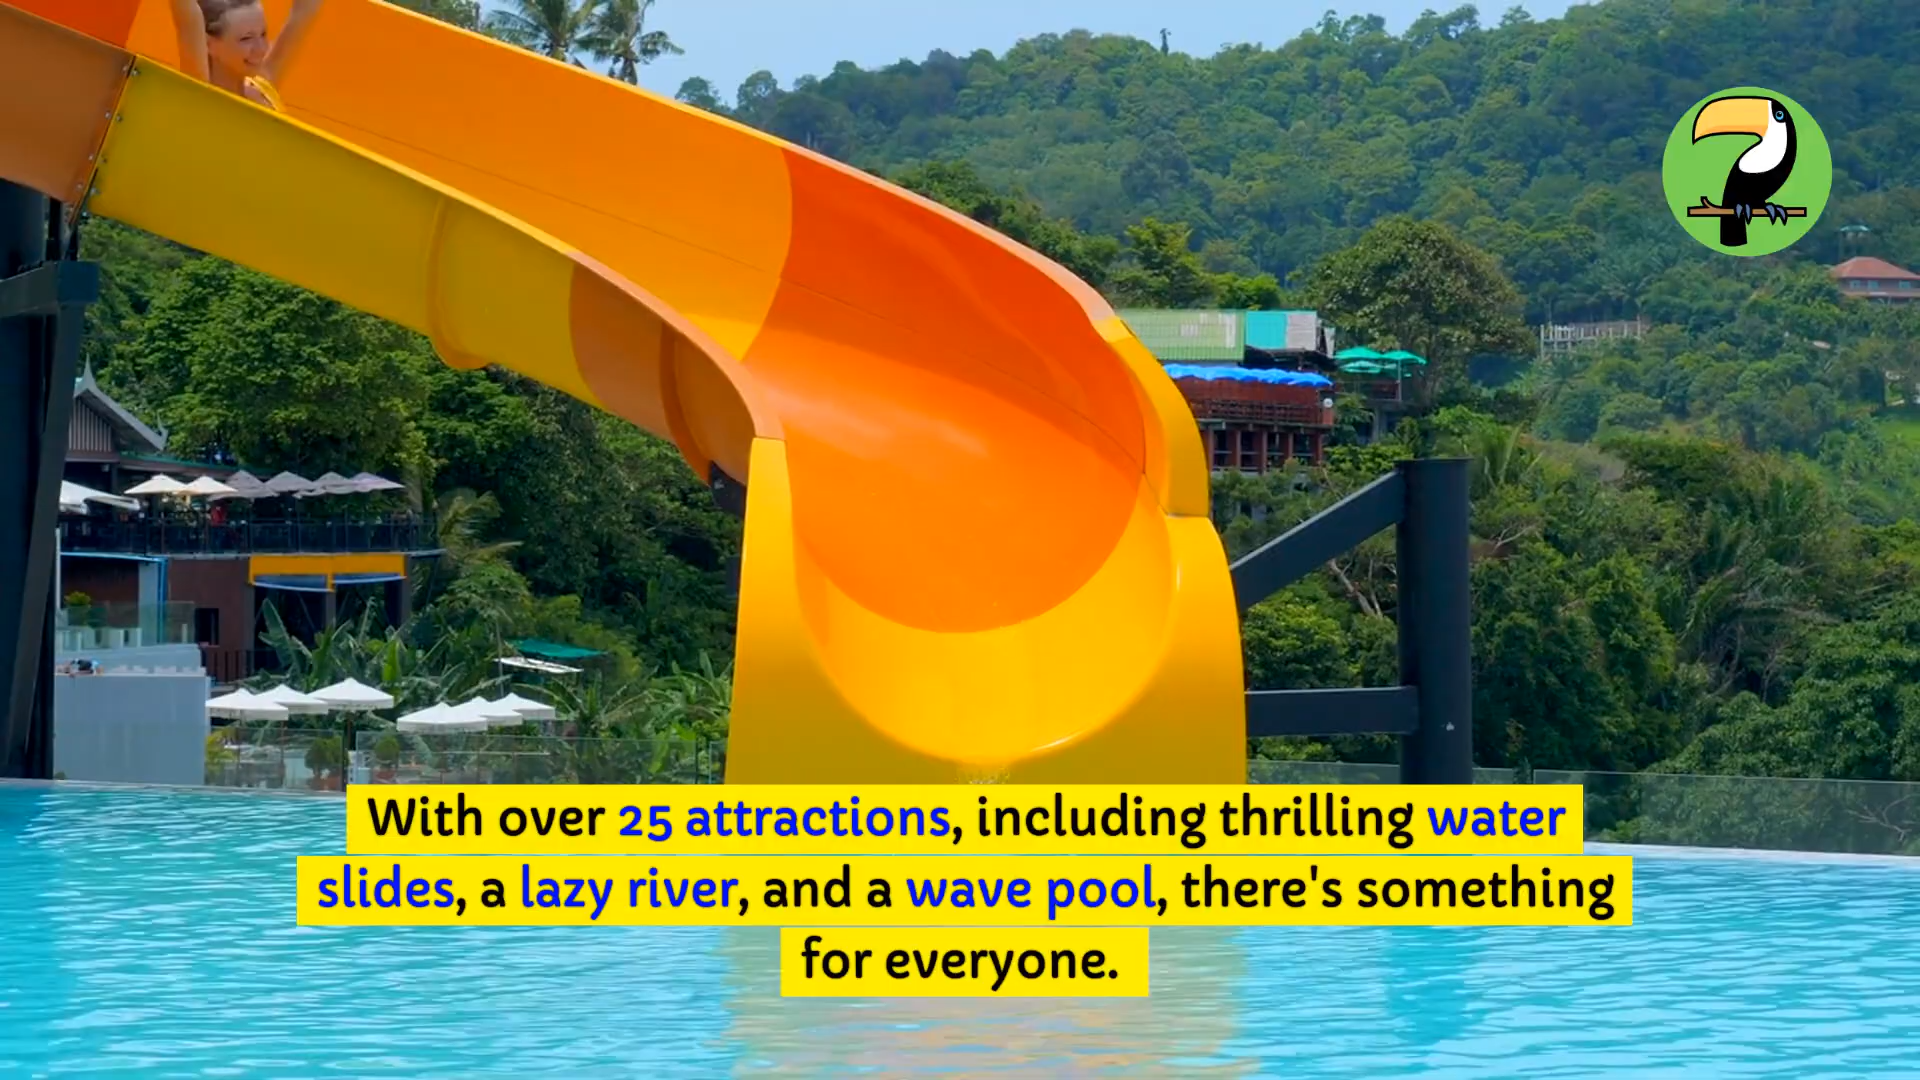 With over 25 attractions, including thrilling water
slides, a lazy river, and a wave pool, there's something
for everyone.